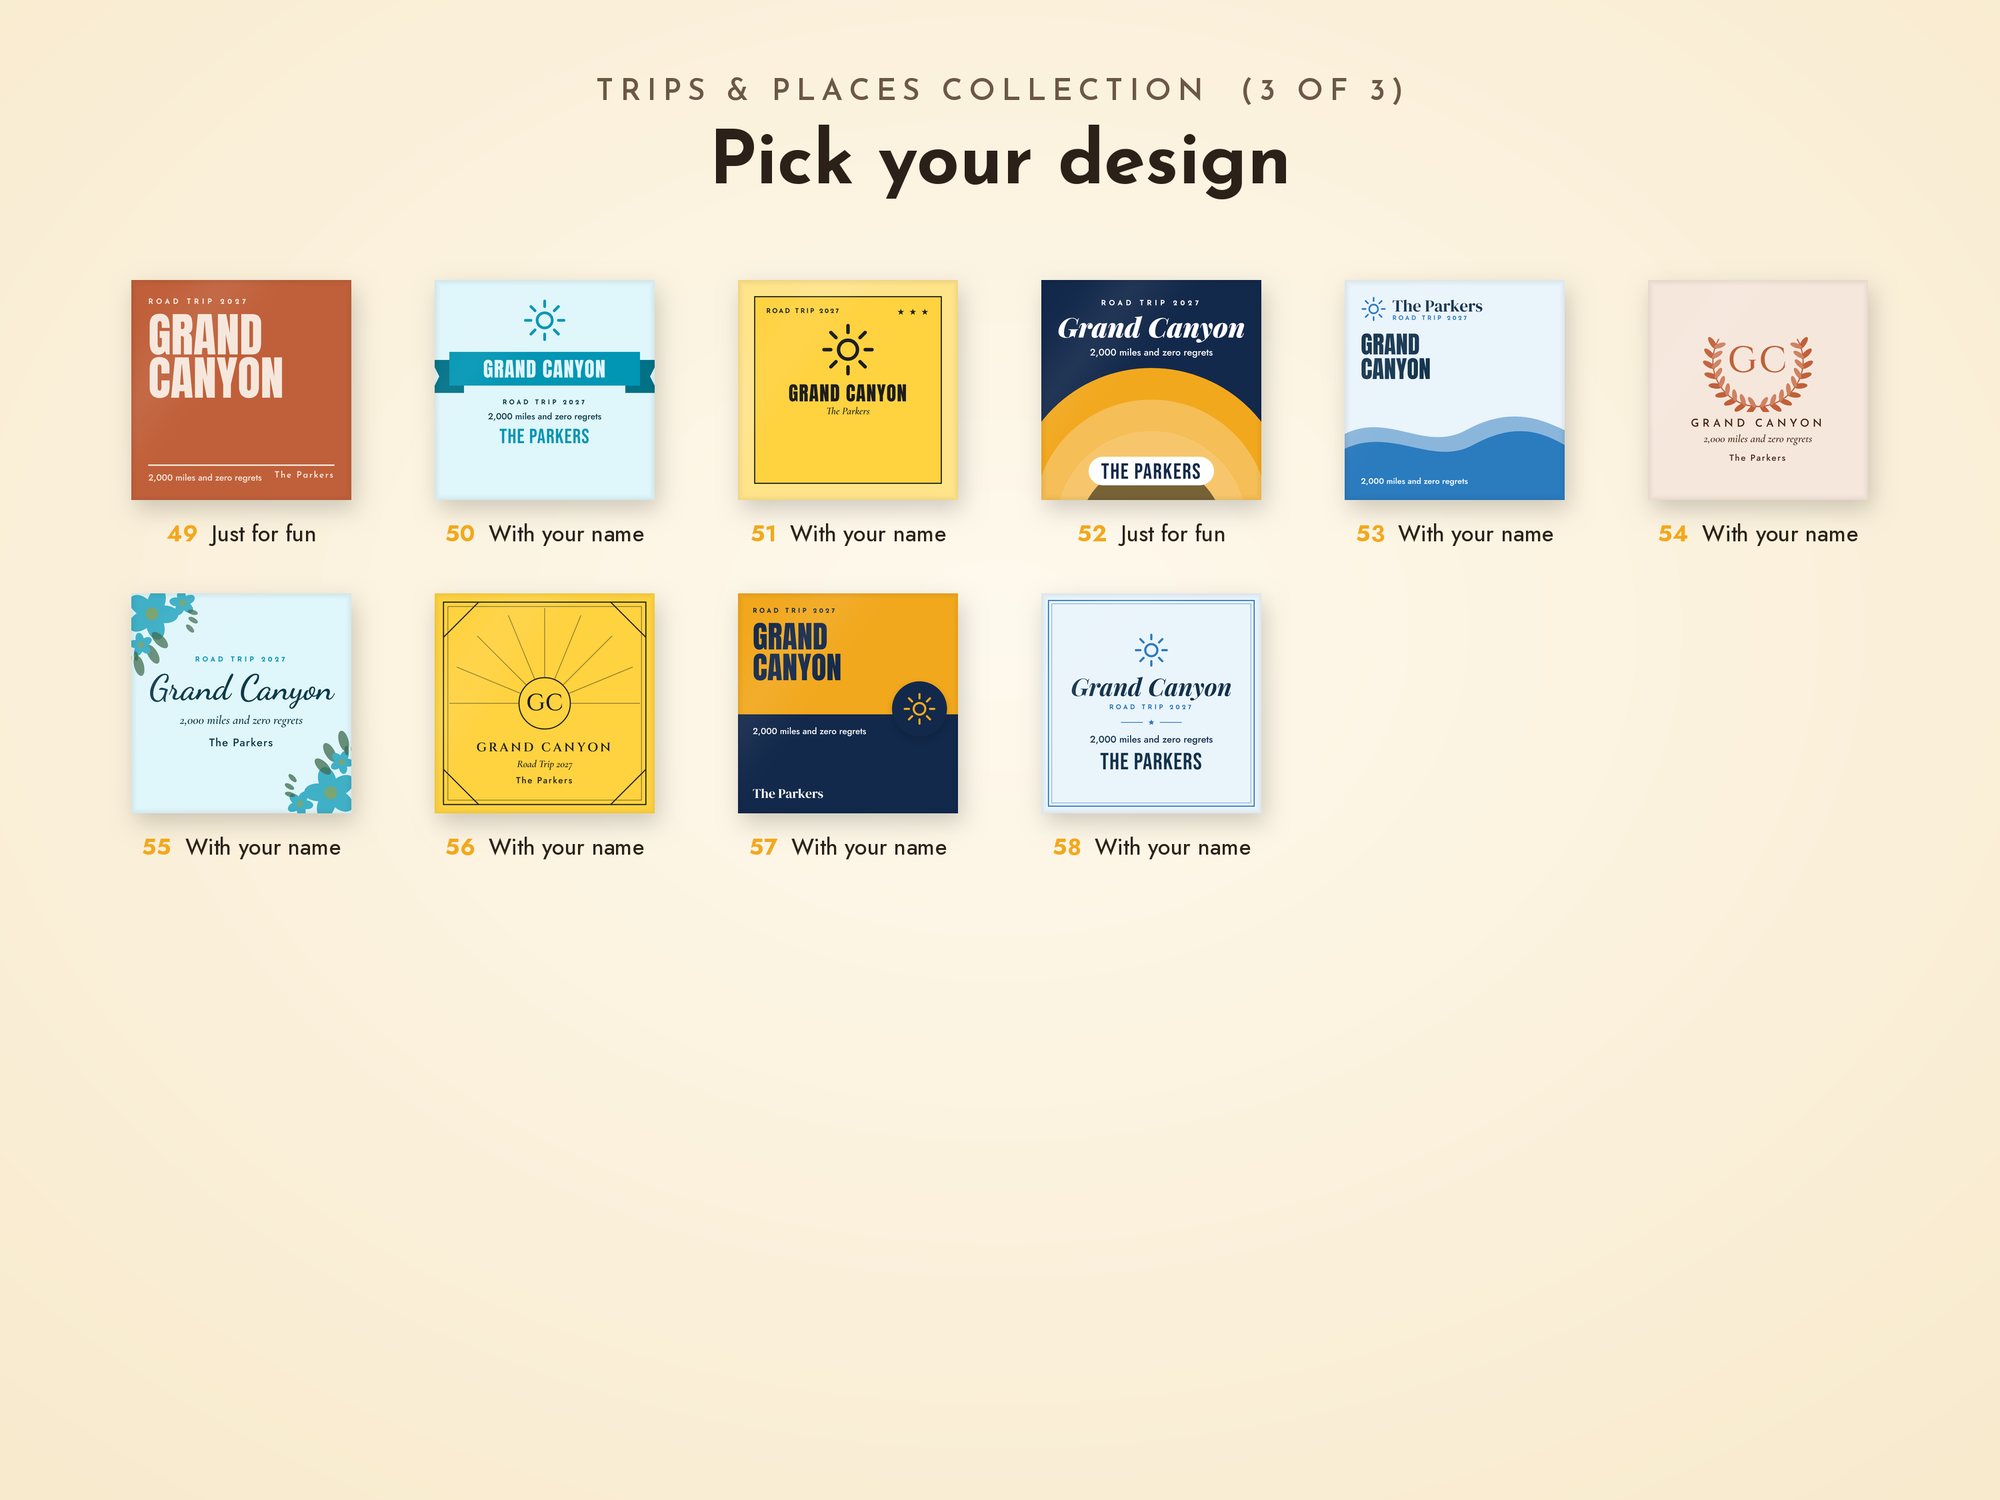 TRIPS & PLACES COLLECTION (3 OF 3)
Pick your design
ROAD TRIP 2027
GRAND
CANYON
2,000 miles and zero regrets
The Parkers
49 Just for fun
GRAND CANYON
ROAD TRIP 2027
2,000 miles and zero regrets
THE PARKERS
50 With your name
ROAD TRIP 2027
GRAND CANYON
The Parkers
51 With your name
ROAD TRIP 2027
Grand Canyon
2,000 miles and zero regrets
THE PARKERS
52 Just for fun
The Parkers
ROAD TRIP 2027
GRAND
CANYON
2,000 miles and zero regrets
53 With your name
GC
GRAND CANYON
2,000 miles and zero regrets
The Parkers
54 With your name
ROAD TRIP 2027
Grand Canyon
2,000 miles and zero regrets
The Parkers
55 With your name
GC
GRAND CANYON
Road Trip 2027
The Parkers
56 With your name
ROAD TRIP 2027
GRAND
CANYON
2,000 miles and zero regrets
The Parkers
57 With your name
Grand Canyon
ROAD TRIP 2027
2,000 miles and zero regrets
THE PARKERS
58 With your name